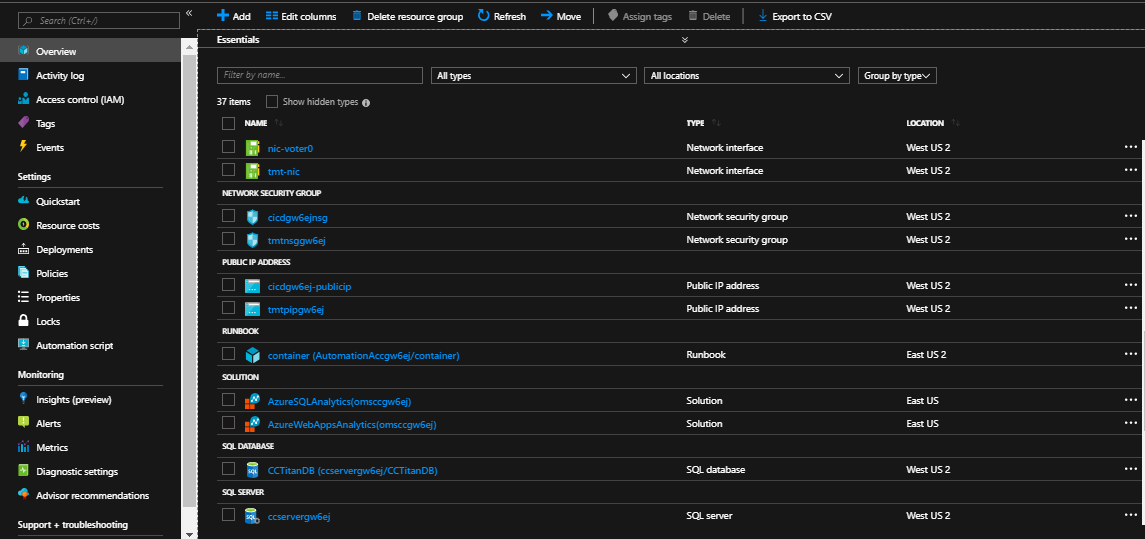 Search (Ctrl+/)
«
Overview
Activity log
Access control (IAM)
Tags
Events
Settings
Quickstart
Resource costs
Deployments
Policies
Properties
Locks
Automation script
Monitoring
Insights (preview)
Alerts
Metrics
Diagnostic settings
Advisor recommendations
Support + troubleshooting
Add Edit columns Delete resource group Refresh Move Assign tags Delete Export to CSV
Essentials
Filter by name... All types All locations Group by type
37 items Show hidden types
NAME TYPE LOCATION
nic-voter0 Network interface West US 2 ...
tmt-nic Network interface West US 2 ...
NETWORK SECURITY GROUP
cicdgw6ejnsg Network security group West US 2 ...
tmtnsggw6ej Network security group West US 2 ...
PUBLIC IP ADDRESS
cicdgw6ej-publicip Public IP address West US 2 ...
tmtpipgw6ej Public IP address West US 2 ...
RUNBOOK
container (AutomationAccgw6ej/container) Runbook East US 2 ...
SOLUTION
AzureSQLAnalytics(omsccgw6ej) Solution East US ...
AzureWebAppsAnalytics(omsccgw6ej) Solution East US ...
SQL DATABASE
CCTitanDB (ccservergw6ej/CCTitanDB) SQL database West US 2 ...
SQL SERVER
ccservergw6ej SQL server West US 2 ...